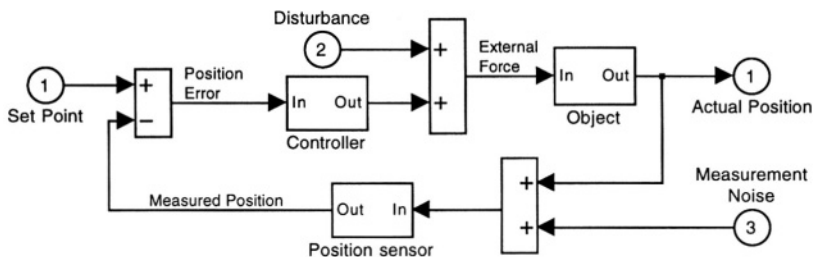 Disturbance
2
1
Set Point
+
−
Position
Error
In
Out
Controller
+
+
External
Force
In
Out
Object
1
Actual Position
Measured Position
Out
In
Position sensor
+
+
Measurement
Noise
3